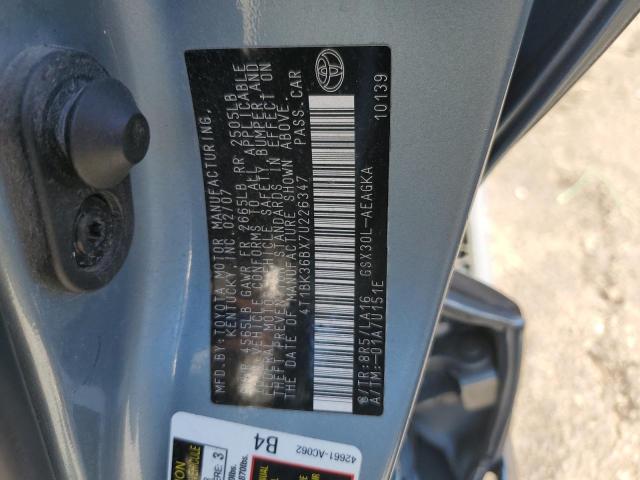 MFD.BY:TOYOTA MOTOR MANUFACTURING,
KENTUCKY, INC. 02/07
GVWR 4565LB GAWR FR 2665LB RR 2505LB
THIS VEHICLE CONFORMS TO ALL APPLICABLE
FEDERAL MOTOR VEHICLE SAFETY, BUMPER AND
THEFT PREVENTION STANDARDS IN EFFECT ON
THE DATE OF MANUFACTURE SHOWN ABOVE.
4T1BK36BX7U226347 PASS.CAR
C/TR:8R5/LA16 GSX30L-AEAGKA
A/TM:-01A/U151E 10139
B4
42661-AC062